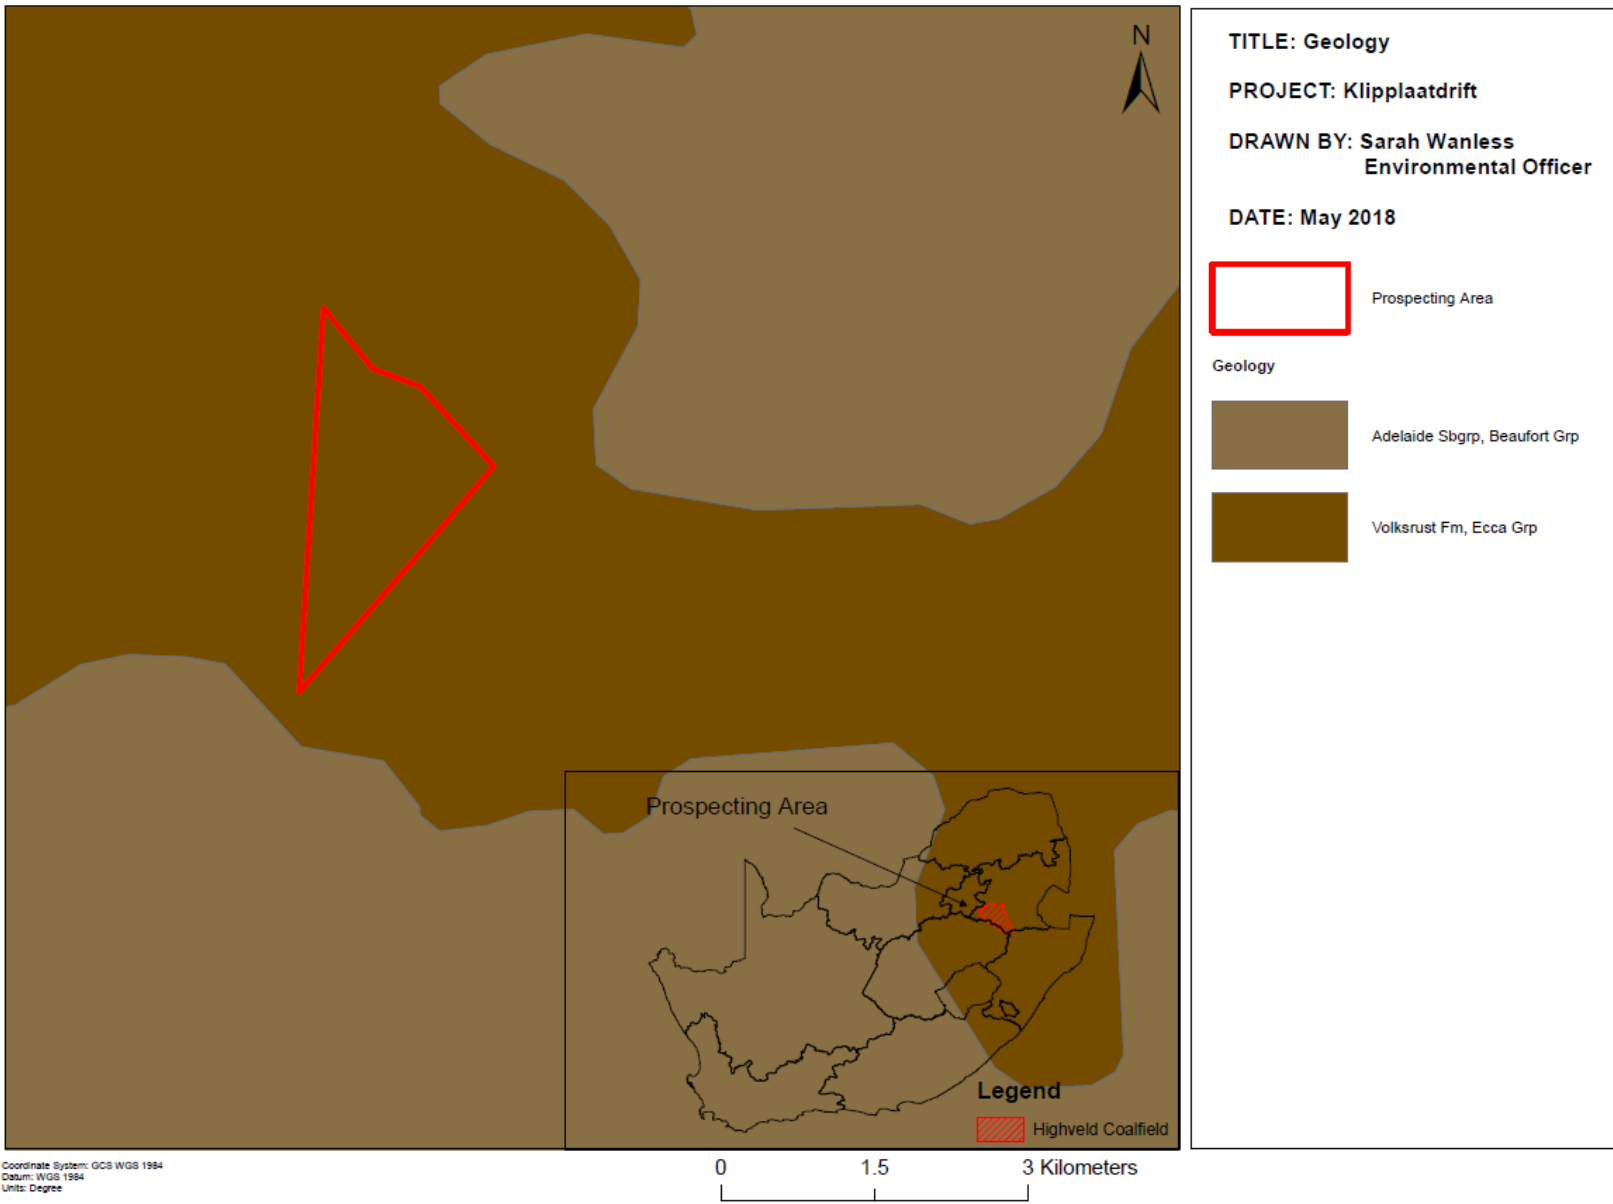 N
Prospecting Area
Legend
Highveld Coalfield
TITLE: Geology
PROJECT: Klipplaatdrift
DRAWN BY: Sarah Wanless
Environmental Officer
DATE: May 2018
Prospecting Area
Geology
Adelaide Sbgrp, Beaufort Grp
Volksrust Fm, Ecca Grp
Coordinate System: GCS WGS 1984
Datum: WGS 1984
Units: Degree
0 1.5 3 Kilometers